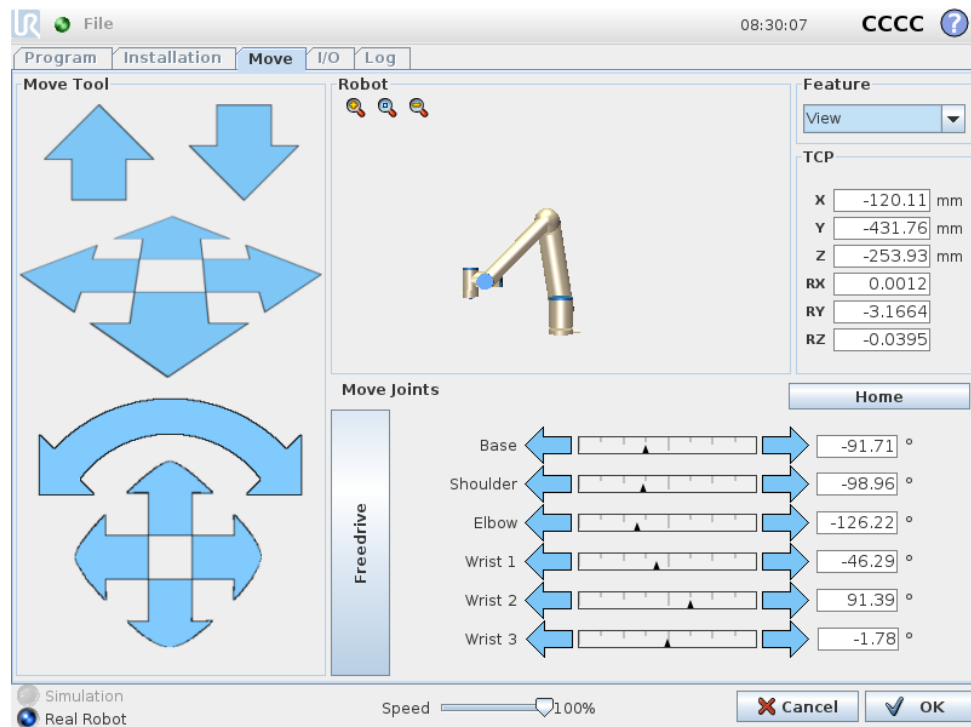 UR File 08:30:07 CCCC ?
Program Installation Move I/O Log
Move Tool
Robot
Feature
View
TCP
X -120.11 mm
Y -431.76 mm
Z -253.93 mm
RX 0.0012
RY -3.1664
RZ -0.0395
Move Joints
Home
Freedrive
Base -91.71 °
Shoulder -98.96 °
Elbow -126.22 °
Wrist 1 -46.29 °
Wrist 2 91.39 °
Wrist 3 -1.78 °
Simulation
Real Robot
Speed 100%
Cancel
OK